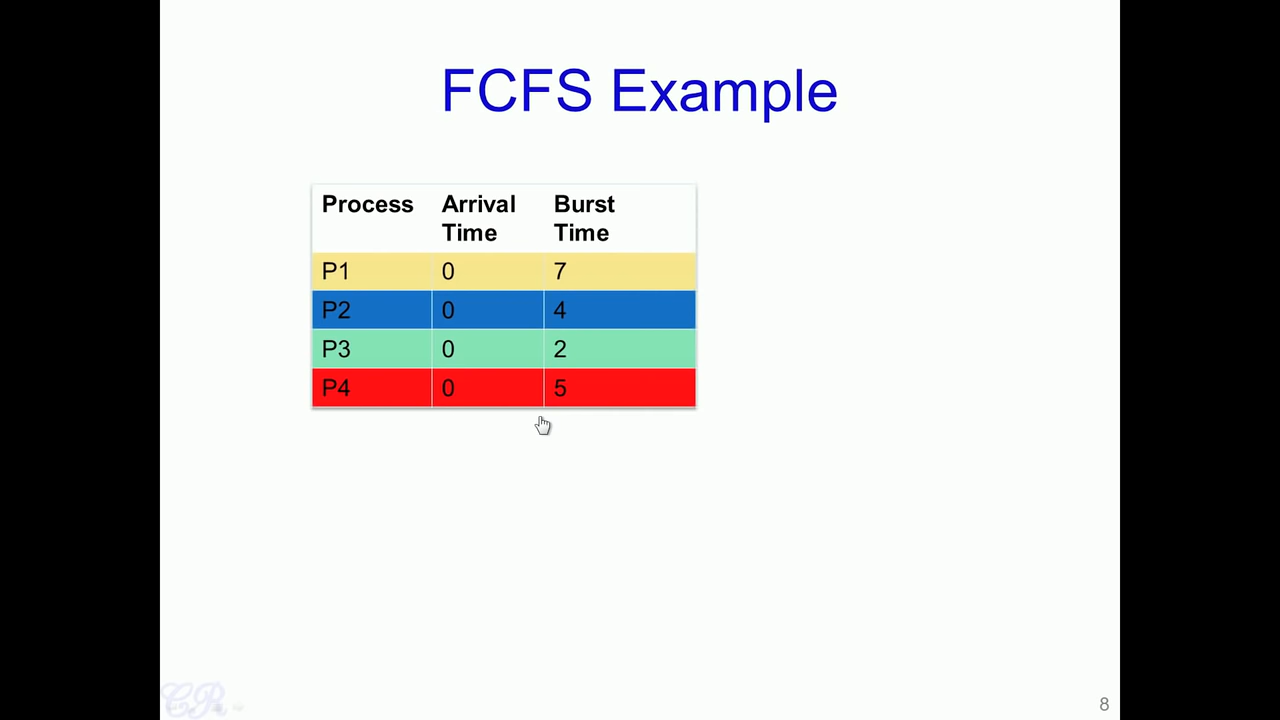 FCFS Example
Process Arrival Time Burst Time
P1 0 7
P2 0 4
P3 0 2
P4 0 5
CR
8